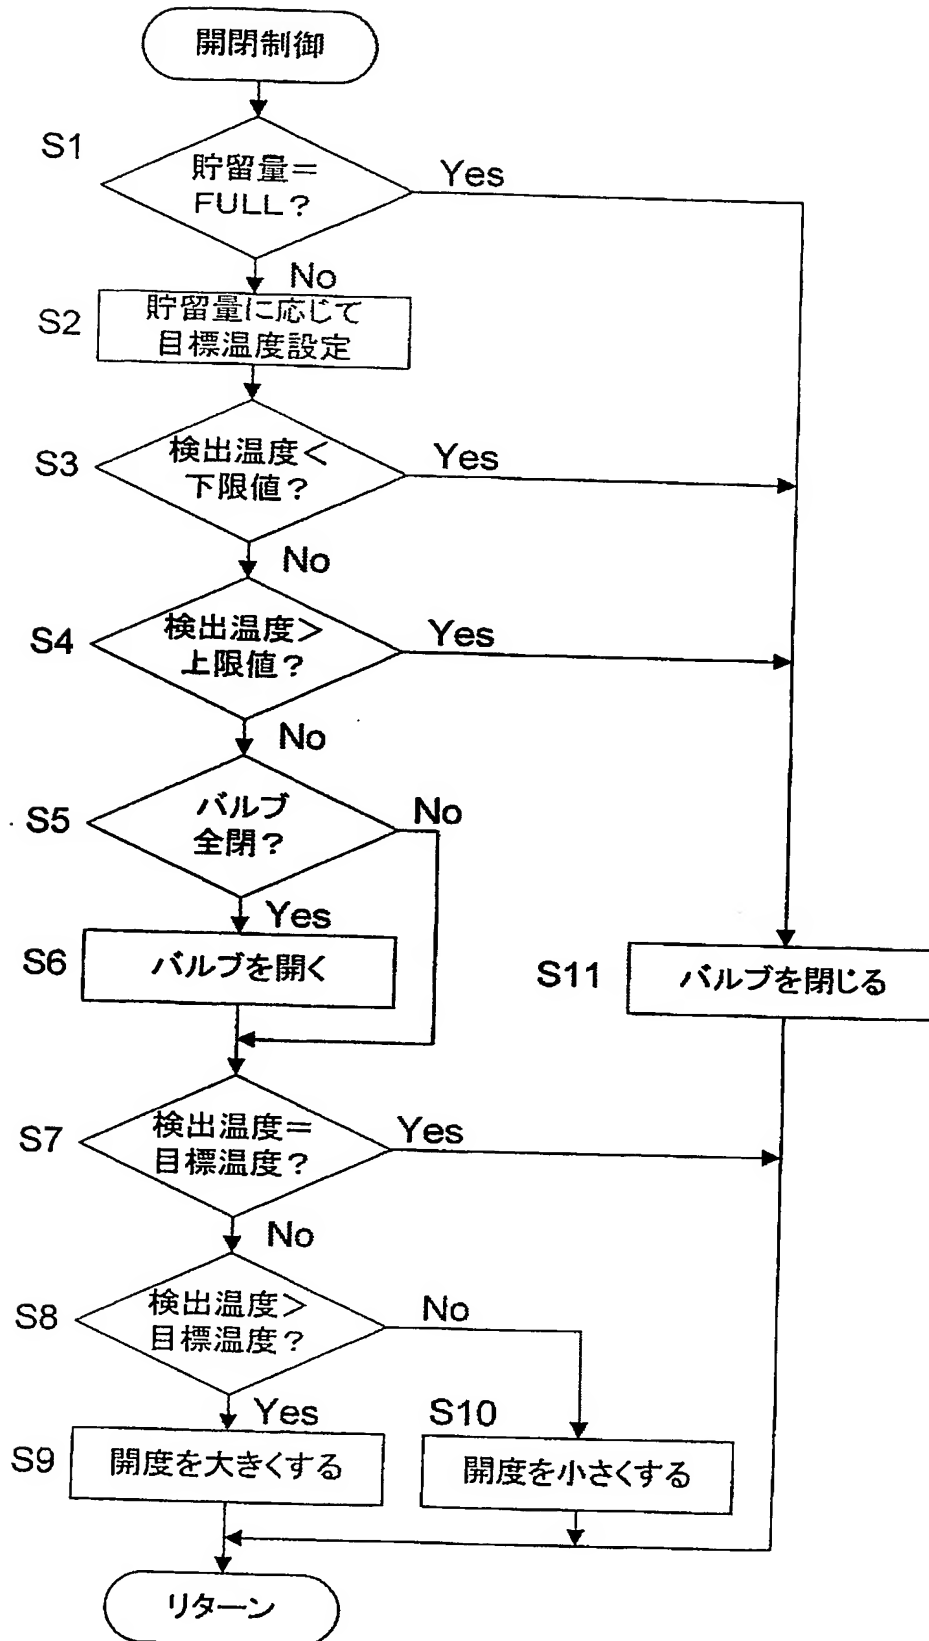 開閉制御
S1
貯留量=
FULL?
Yes
No
S2
貯留量に応じて
目標温度設定
S3
検出温度<
下限値?
Yes
No
S4
検出温度>
上限値?
Yes
No
S5
バルブ
全閉?
No
Yes
S6
バルブを開く
S11
バルブを閉じる
S7
検出温度=
目標温度?
Yes
No
S8
検出温度>
目標温度?
No
Yes
S10
S9
開度を大きくする
開度を小さくする
リターン